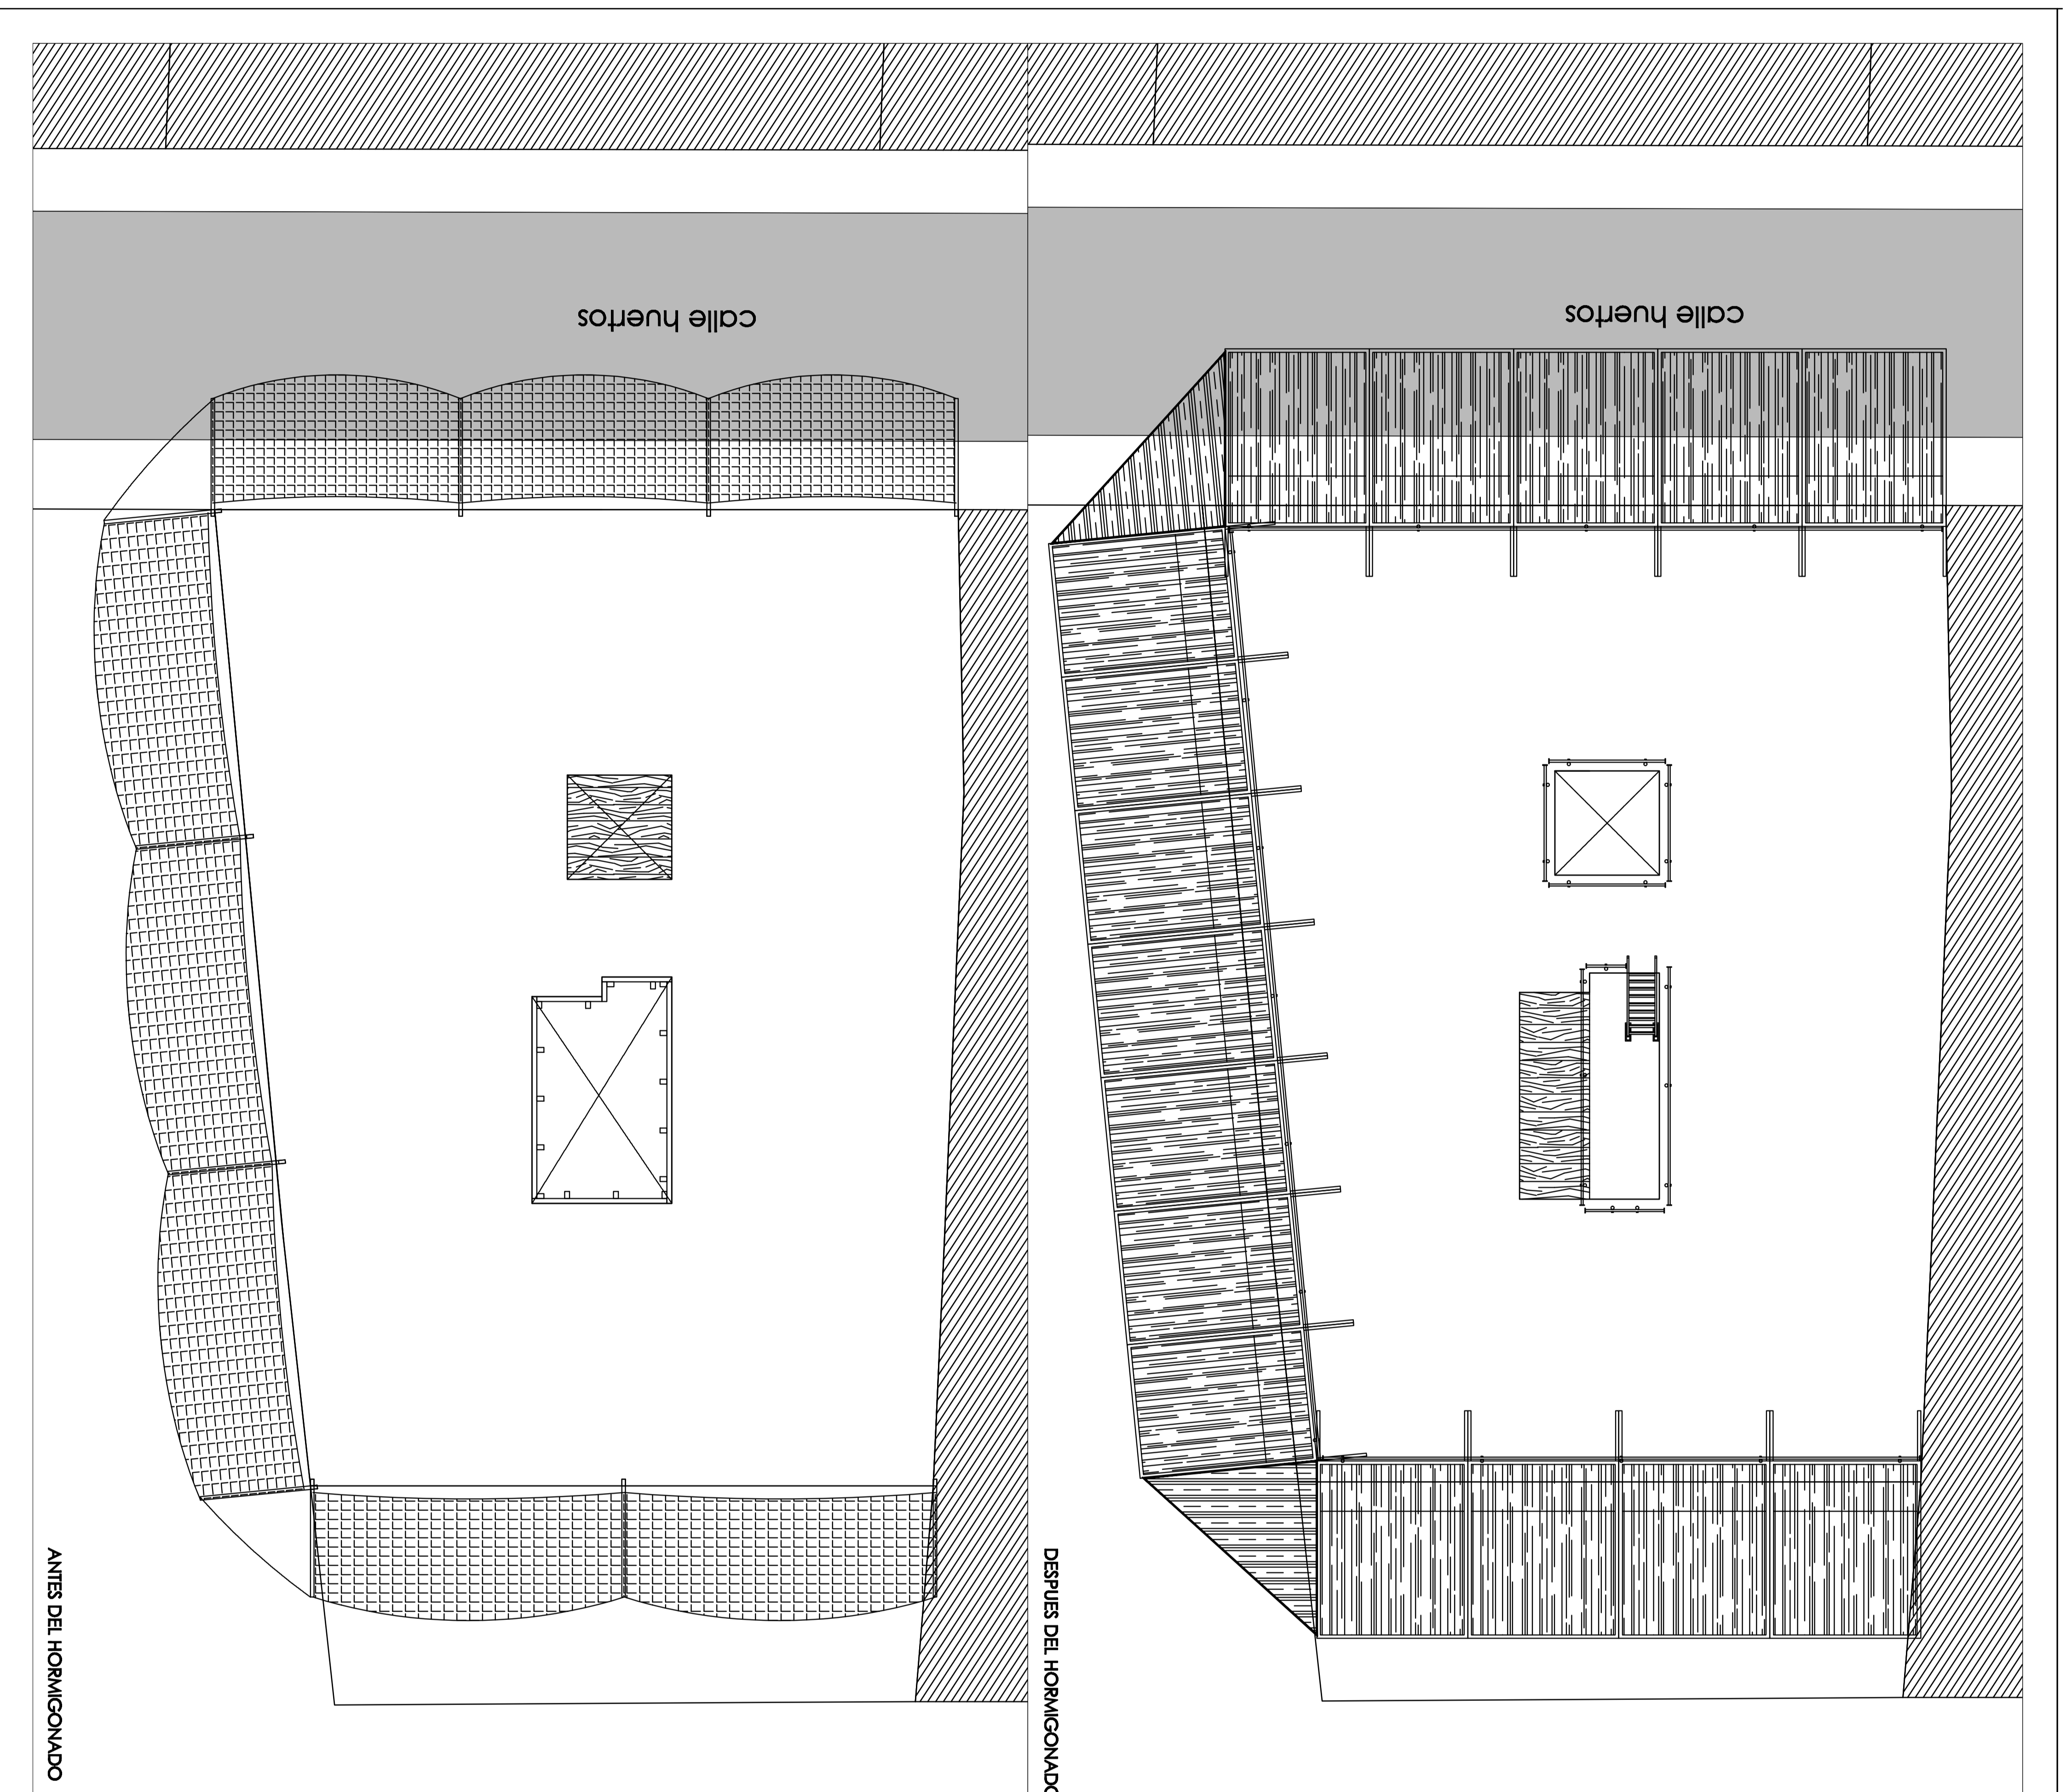 calle huertos
calle huertos
ANTES DEL HORMIGONADO
DESPUES DEL HORMIGONADO